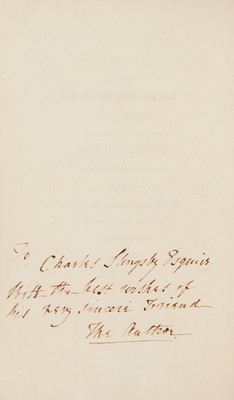 To Charles Slingsby Esquire
With the best wishes of
his very sincere Friend
The Author.